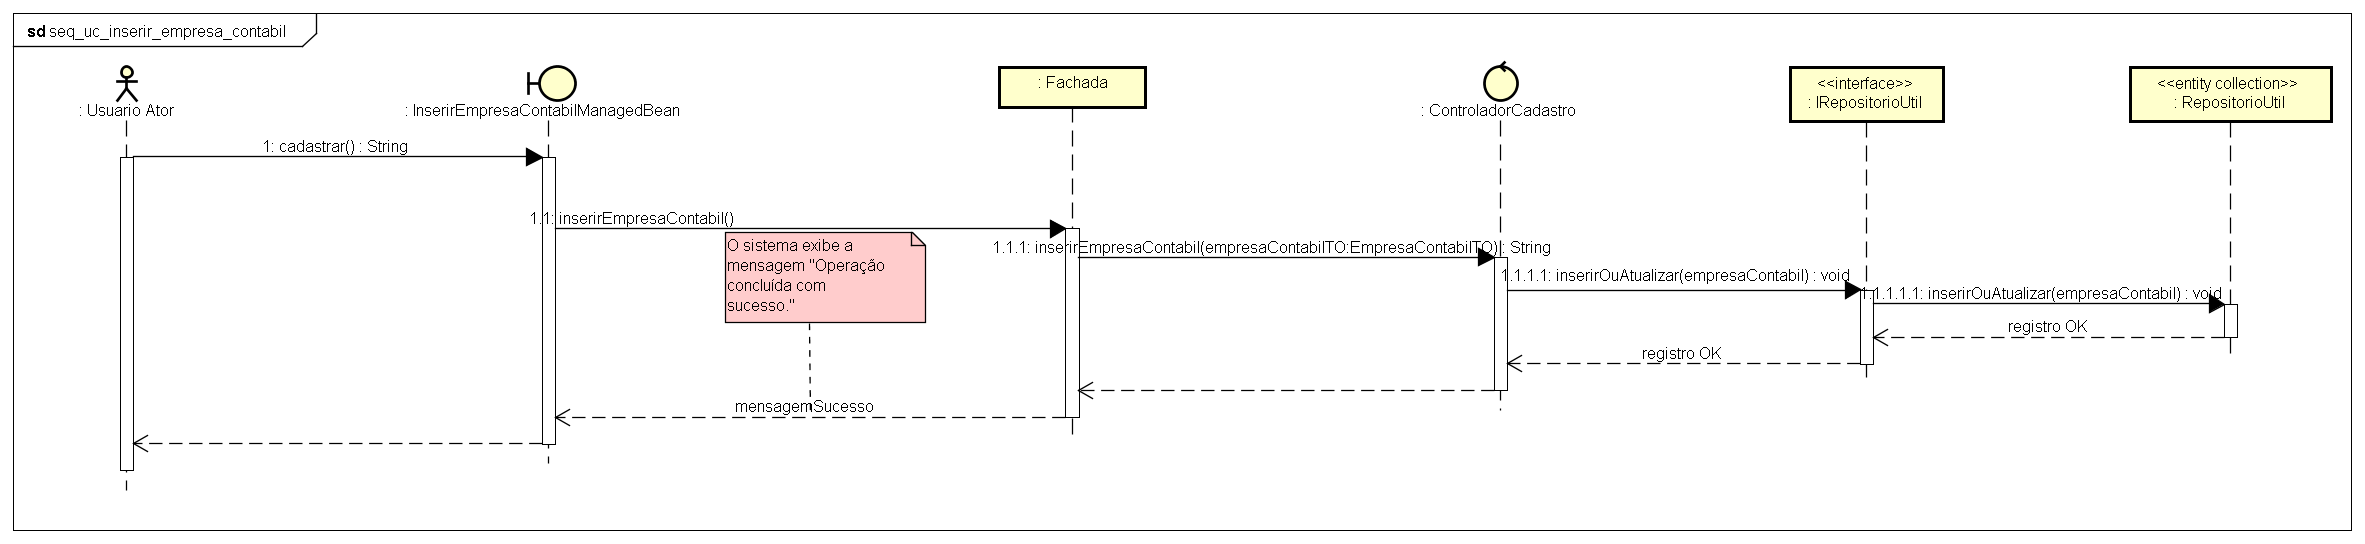 sd seq_uc_inserir_empresa_contabil
: Usuario Ator
: InserirEmpresaContabilManagedBean
: Fachada
: ControladorCadastro
<<interface>>
: IRepositorioUtil
<<entity collection>>
: RepositorioUtil
1: cadastrar() : String
1.1: inserirEmpresaContabil()
O sistema exibe a
mensagem "Operação
concluída com
sucesso."
1.1.1: inserirEmpresaContabil(empresaContabilTO:EmpresaContabilTO) : String
1.1.1.1: inserirOuAtualizar(empresaContabil) : void
1.1.1.1.1: inserirOuAtualizar(empresaContabil) : void
registro OK
registro OK
mensagemSucesso